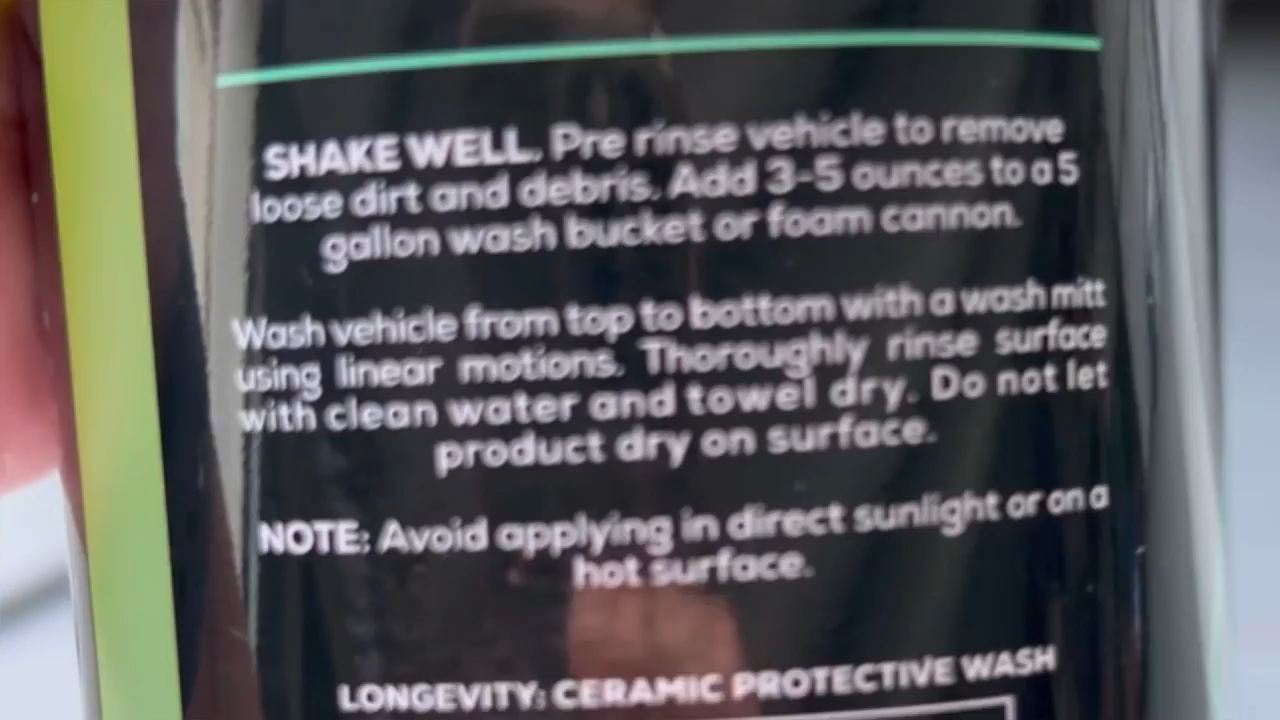 SHAKE WELL. Pre rinse vehicle to remove
loose dirt and debris. Add 3-5 ounces to a 5
gallon wash bucket or foam cannon.
Wash vehicle from top to bottom with a wash mitt
using linear motions. Thoroughly rinse surface
with clean water and towel dry. Do not let
product dry on surface.
NOTE: Avoid applying in direct sunlight or on a
hot surface.
LONGEVITY: CERAMIC PROTECTIVE WASH